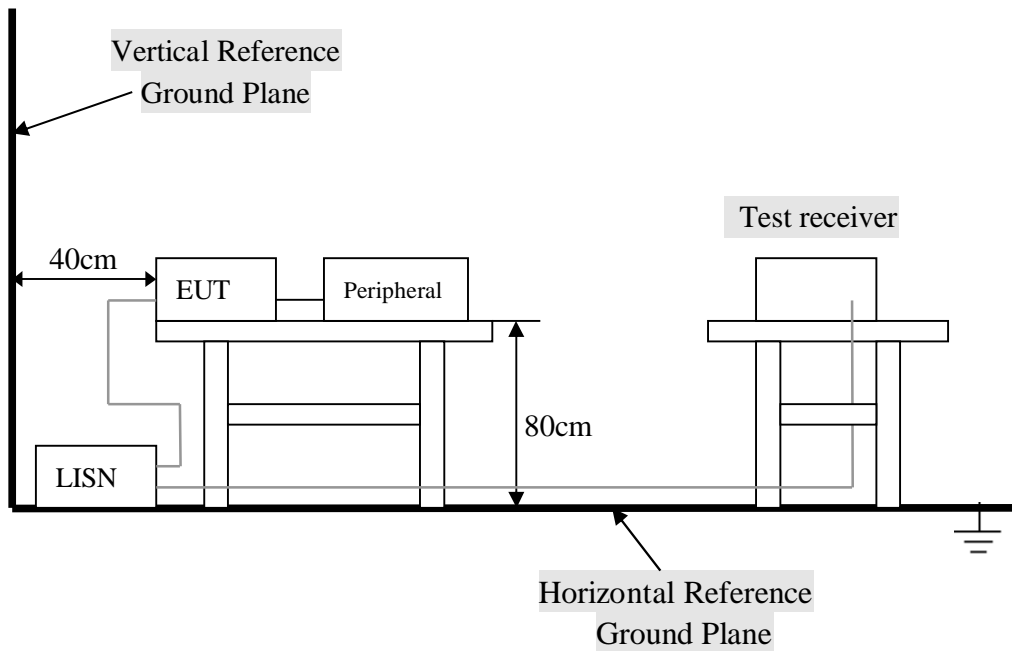 Vertical Reference
Ground Plane
Test receiver
40cm
EUT
Peripheral
80cm
LISN
Horizontal Reference
Ground Plane